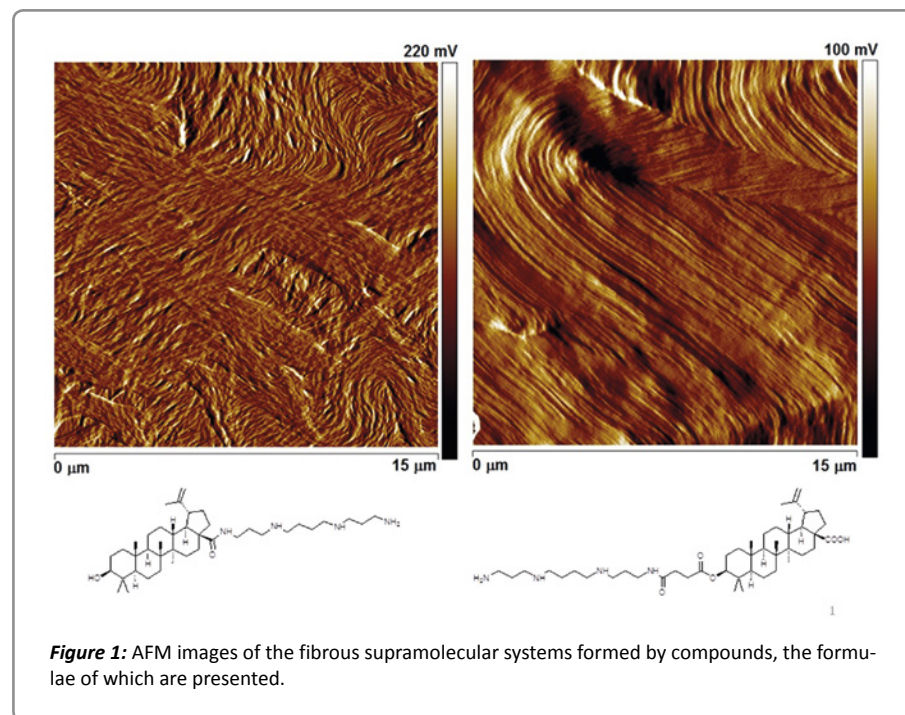 220 mV
100 mV
0 μm
15 μm
0 μm
15 μm
HO
H
H
H
O
NH
NH
NH
NH2
H2N
NH
NH
NH
O
O
O
H
H
H
COOH
1
Figure 1: AFM images of the fibrous supramolecular systems formed by compounds, the formu-
lae of which are presented.